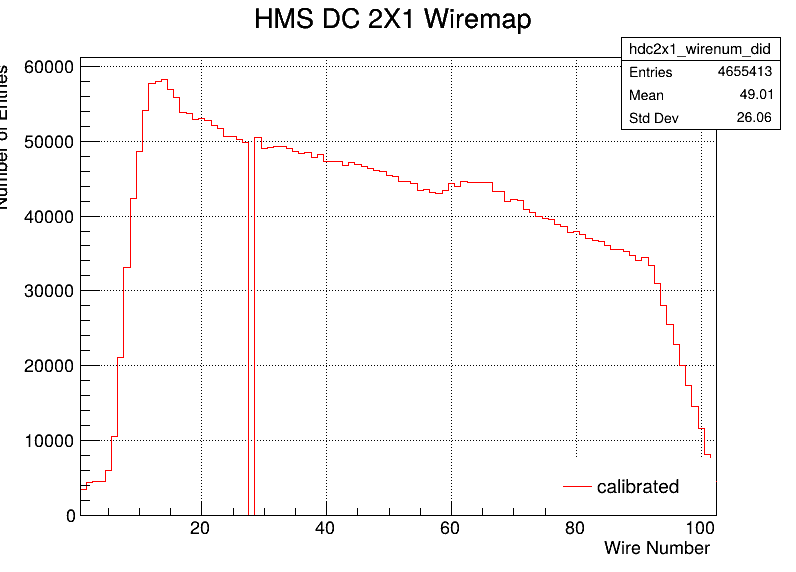 HMS DC 2X1 Wiremap
hdc2x1_wirenum_did
Entries 4655413
Mean 49.01
Std Dev 26.06
Number of Entries
60000
50000
40000
30000
20000
10000
0
calibrated
20 40 60 80 100
Wire Number